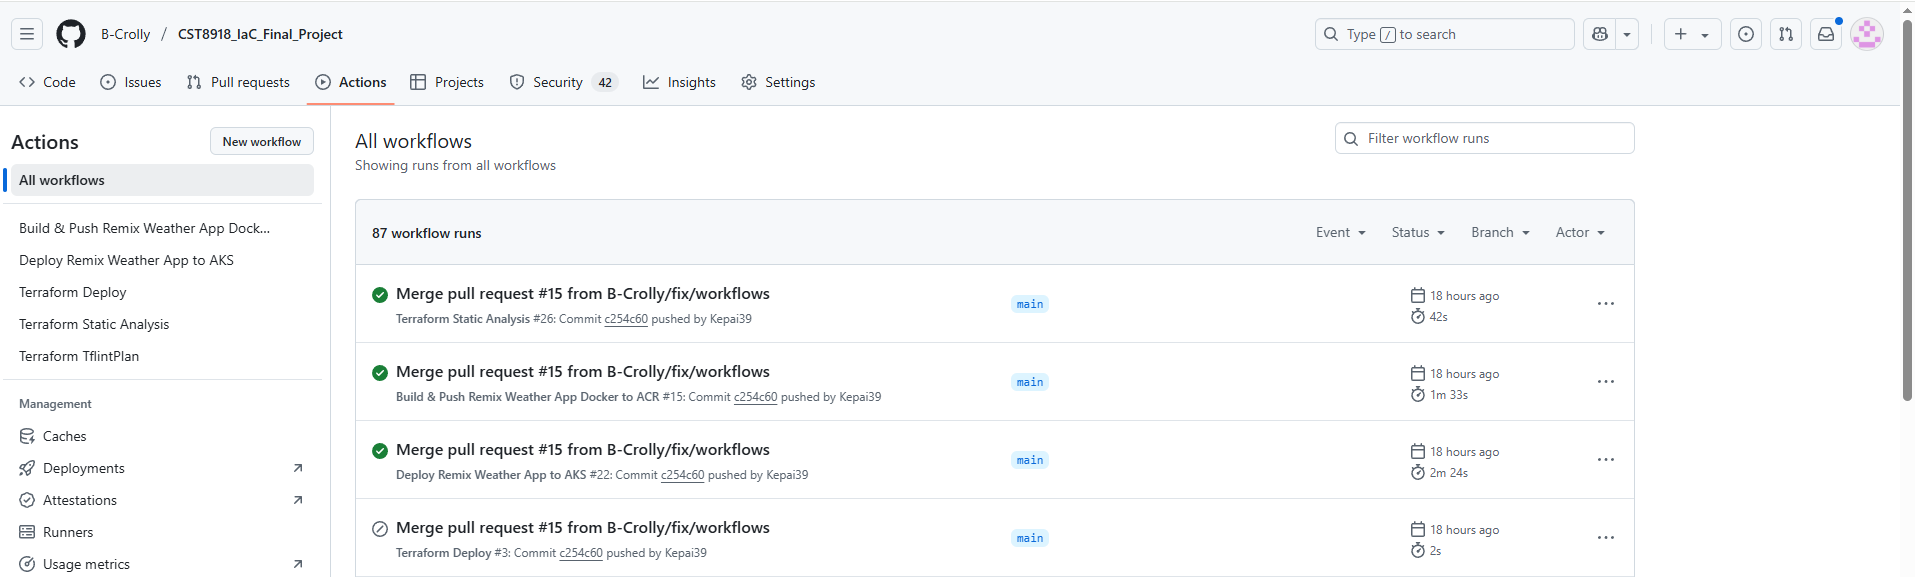 B-Crolly / CST8918_IaC_Final_Project
Type / to search
Code
Issues
Pull requests
Actions
Projects
Security 42
Insights
Settings
Actions
New workflow
All workflows
Build & Push Remix Weather App Dock...
Deploy Remix Weather App to AKS
Terraform Deploy
Terraform Static Analysis
Terraform TflintPlan
Management
Caches
Deployments
Attestations
Runners
Usage metrics
All workflows
Showing runs from all workflows
Filter workflow runs
87 workflow runs
Event
Status
Branch
Actor
Merge pull request #15 from B-Crolly/fix/workflows
Terraform Static Analysis #26: Commit c254c60 pushed by Kepai39
main
18 hours ago
42s
Merge pull request #15 from B-Crolly/fix/workflows
Build & Push Remix Weather App Docker to ACR #15: Commit c254c60 pushed by Kepai39
main
18 hours ago
1m 33s
Merge pull request #15 from B-Crolly/fix/workflows
Deploy Remix Weather App to AKS #22: Commit c254c60 pushed by Kepai39
main
18 hours ago
2m 24s
Merge pull request #15 from B-Crolly/fix/workflows
Terraform Deploy #3: Commit c254c60 pushed by Kepai39
main
18 hours ago
2s